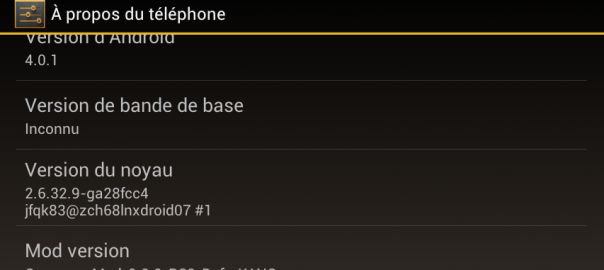 À propos du téléphone
Version d'Android
4.0.1
Version de bande de base
Inconnu
Version du noyau
2.6.32.9-ga28fcc4
jfqk83@zch68lnxdroid07 #1
Mod version